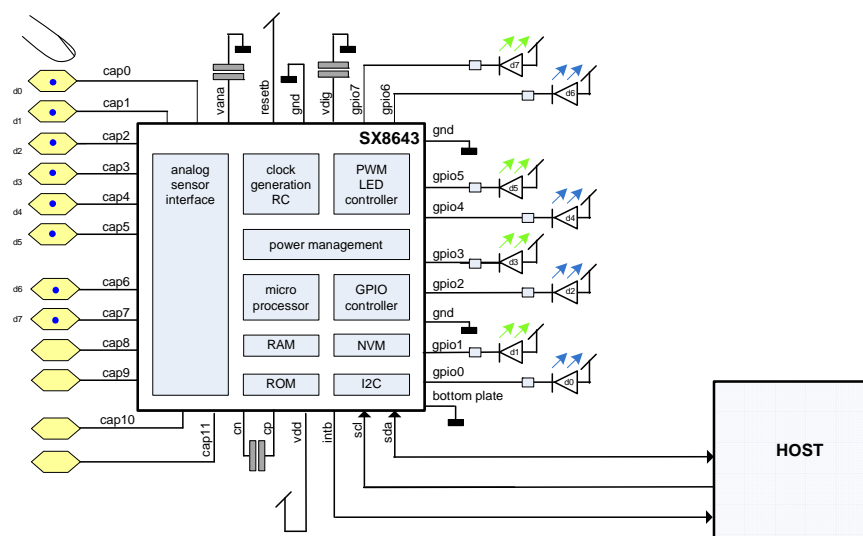 vana
resetb
gnd
vdig
gpio7
gpio6
d7
d6
d0
cap0
d1
cap1
d2
cap2
d3
cap3
d4
cap4
d5
cap5
d6
cap6
d7
cap7
cap8
cap9
cap10
cap11
SX8643
analog
sensor
interface
clock
generation
RC
PWM
LED
controller
power management
micro
processor
GPIO
controller
RAM
NVM
ROM
I2C
gnd
gpio5
d5
gpio4
d4
gpio3
d3
gpio2
d2
gnd
gpio1
d1
gpio0
d0
bottom plate
cn
cp
vdd
intb
scl
sda
HOST